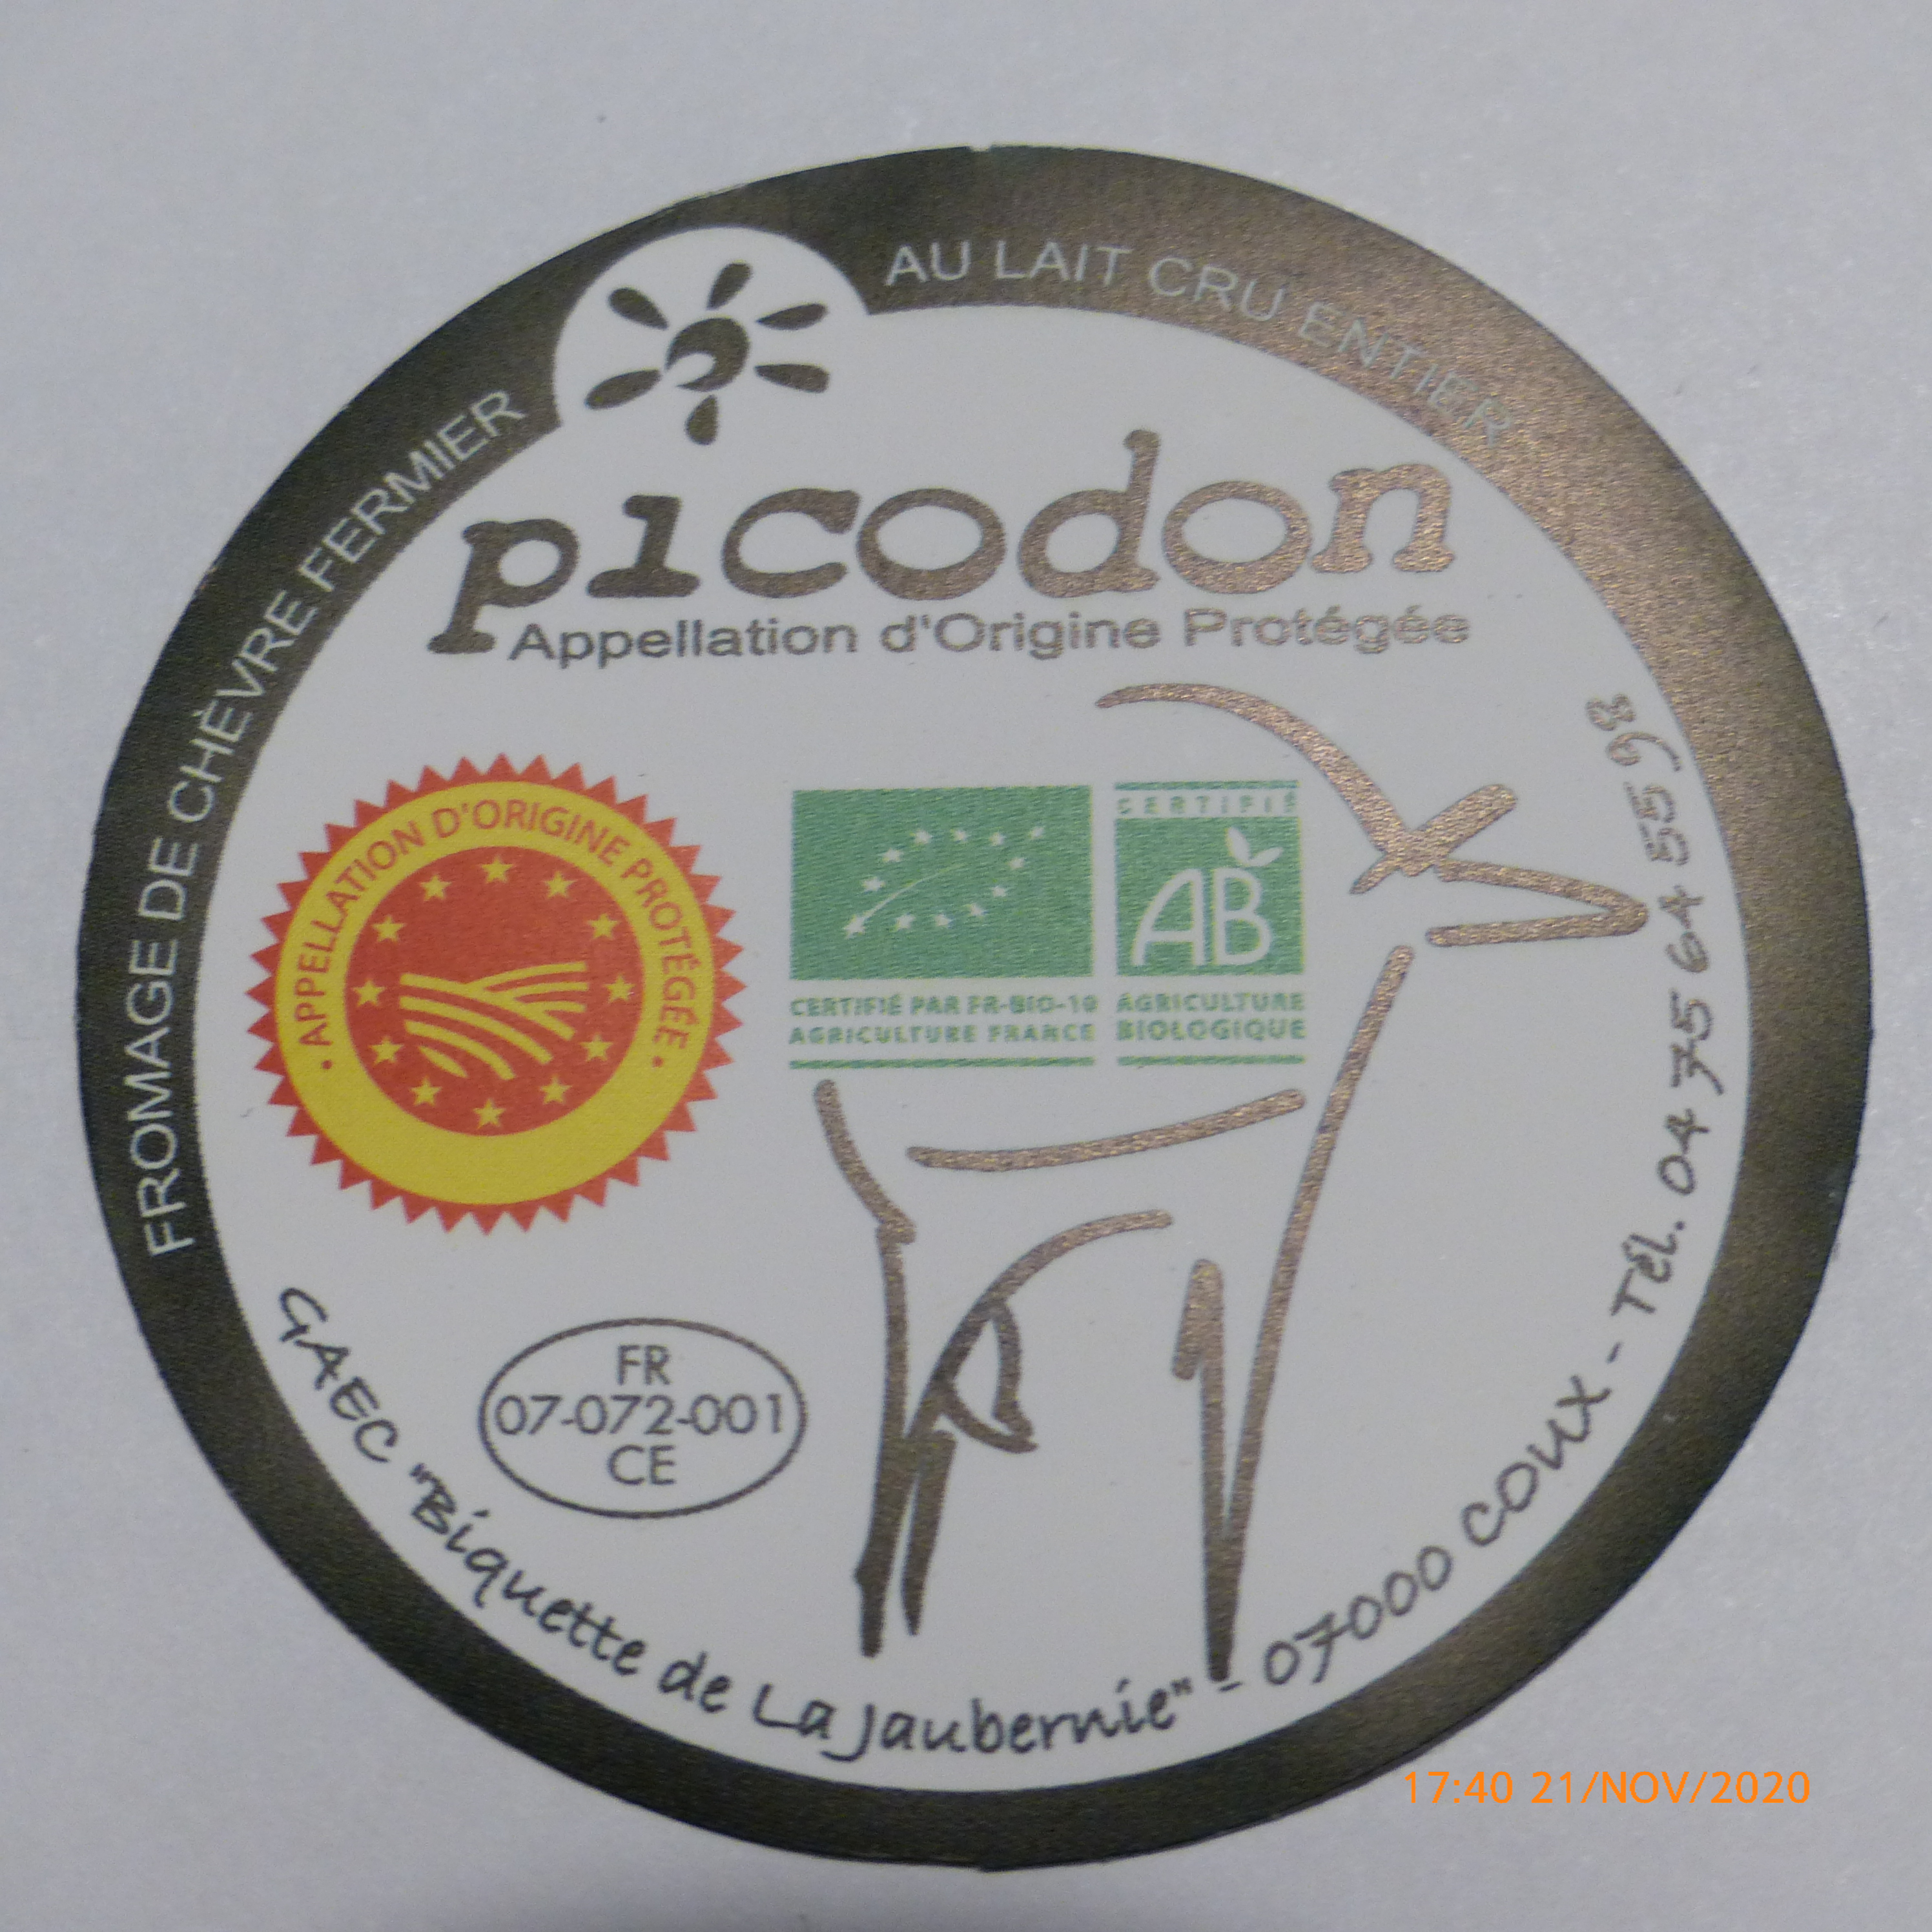 FROMAGE DE CHÈVRE FERMIER
AU LAIT CRU ENTIER
picodon
Appellation d'Origine Protégée
• APPELLATION D'ORIGINE PROTÉGÉE •
CERTIFIÉ
AB
CERTIFIÉ PAR FR-BIO-10
AGRICULTURE FRANCE
AGRICULTURE
BIOLOGIQUE
FR
07-072-001
CE
GAEC "Biquette de La Jaubernie" - 07000 COUX - Tél. 04 75 64 55 93
17:40 21/NOV/2020